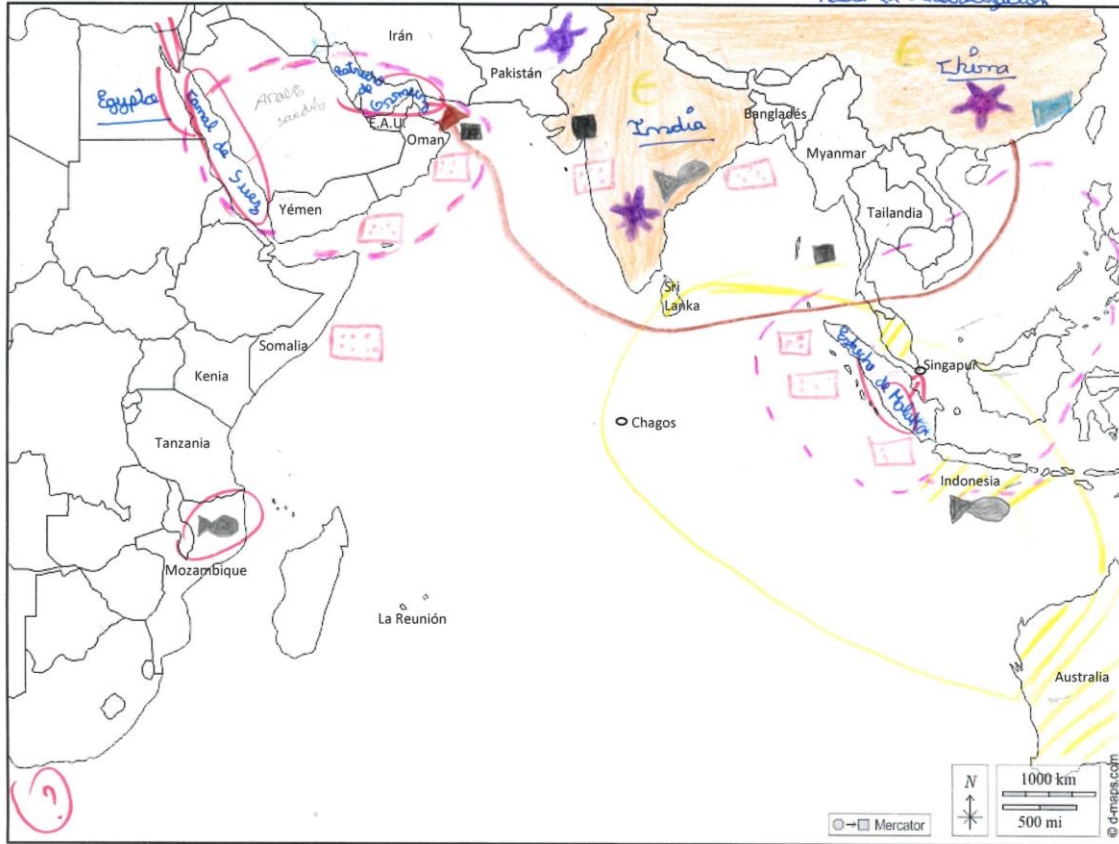 Irán
Pakistán
China
Egypto
Canal de Suez
Arabia
saudita
Estrecho
de
Ormuz
E.A.U.
Oman
India
Bangladés
Myanmar
Yémen
Tailandia
Sri
Lanka
Somalia
Kenia
Singapur
Estrecho de Malaka
Chagos
Tanzania
Indonesia
Mozambique
La Reunión
Australia
?
N
1000 km
500 mi
Mercator
© d-maps.com